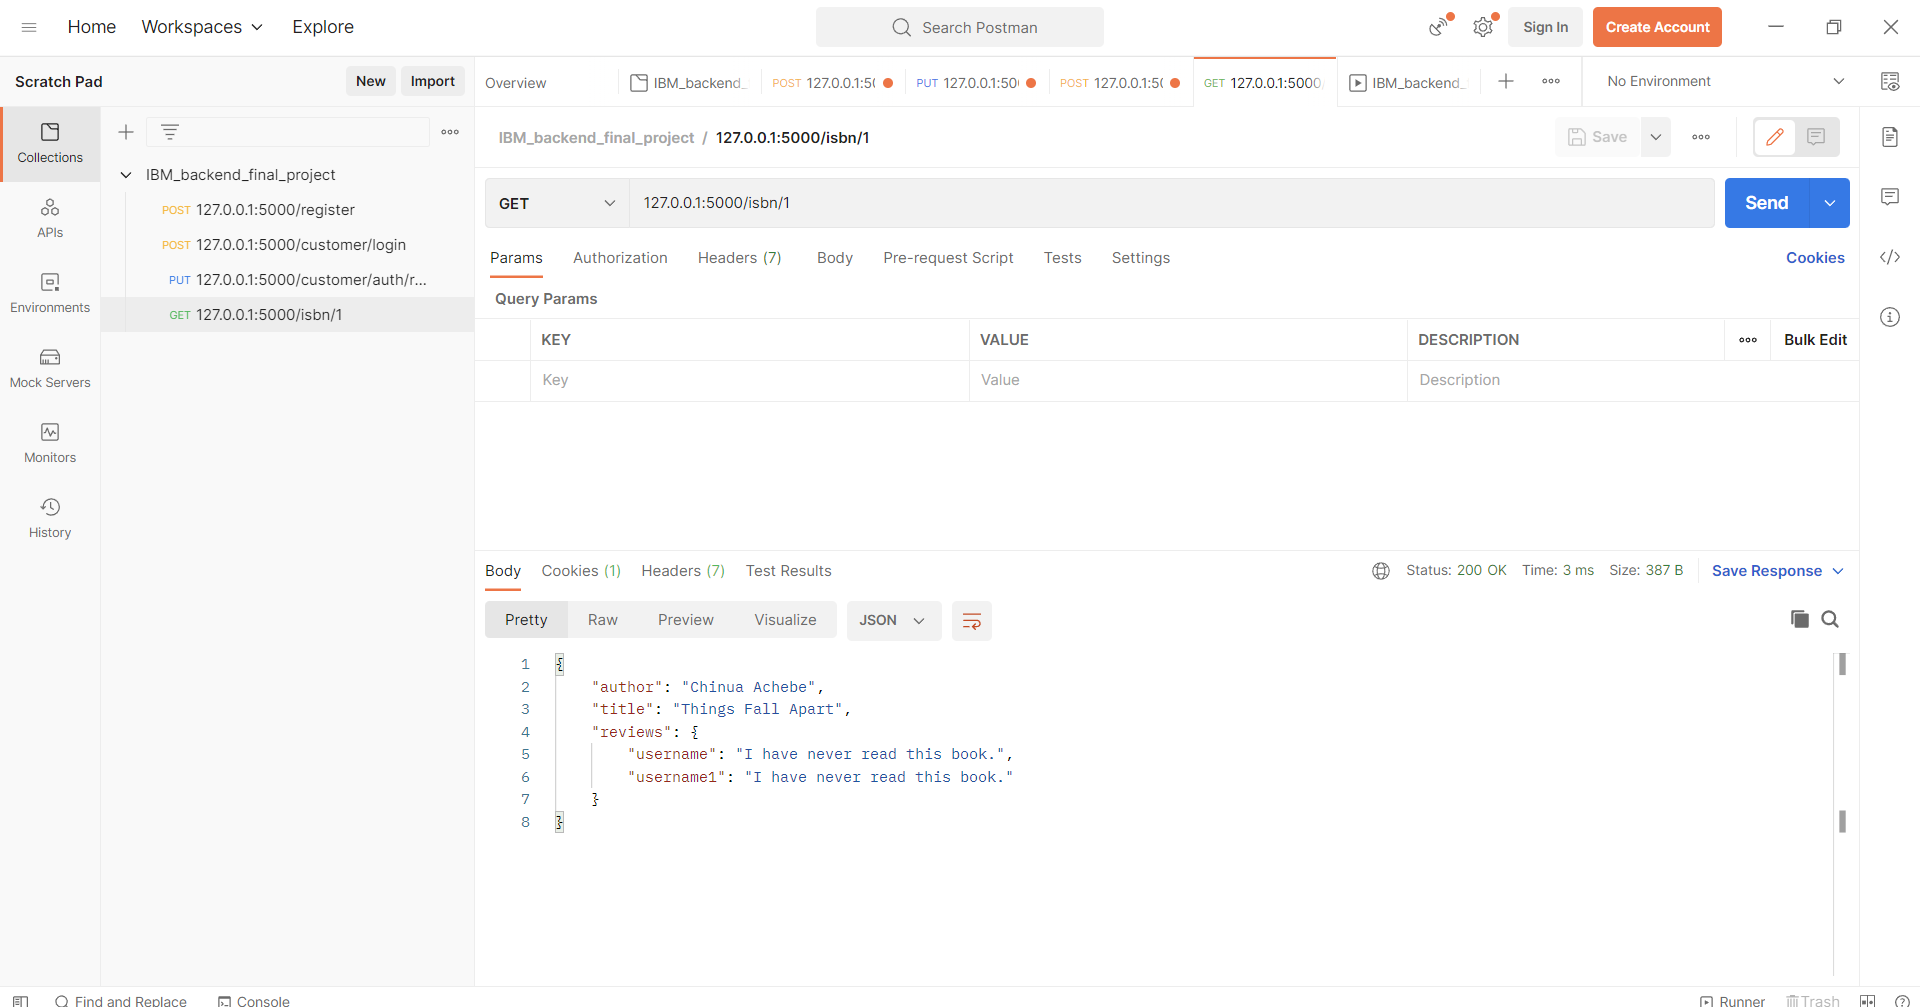 Home Workspaces Explore Search Postman Sign In Create Account
Scratch Pad New Import Overview IBM_backend_ POST 127.0.0.1:5( PUT 127.0.0.1:50( POST 127.0.0.1:5( GET 127.0.0.1:5000/ IBM_backend_ No Environment
Collections
APIs
Environments
Mock Servers
Monitors
History
IBM_backend_final_project
POST 127.0.0.1:5000/register
POST 127.0.0.1:5000/customer/login
PUT 127.0.0.1:5000/customer/auth/r...
GET 127.0.0.1:5000/isbn/1
IBM_backend_final_project / 127.0.0.1:5000/isbn/1 Save
GET 127.0.0.1:5000/isbn/1 Send
Params Authorization Headers (7) Body Pre-request Script Tests Settings Cookies
Query Params
KEY VALUE DESCRIPTION Bulk Edit
Key Value Description
Body Cookies (1) Headers (7) Test Results Status: 200 OK Time: 3 ms Size: 387 B Save Response
Pretty Raw Preview Visualize JSON
1 {
2 "author": "Chinua Achebe",
3 "title": "Things Fall Apart",
4 "reviews": {
5 "username": "I have never read this book.",
6 "username1": "I have never read this book."
7 }
8 }
Find and Replace Console Runner Trash